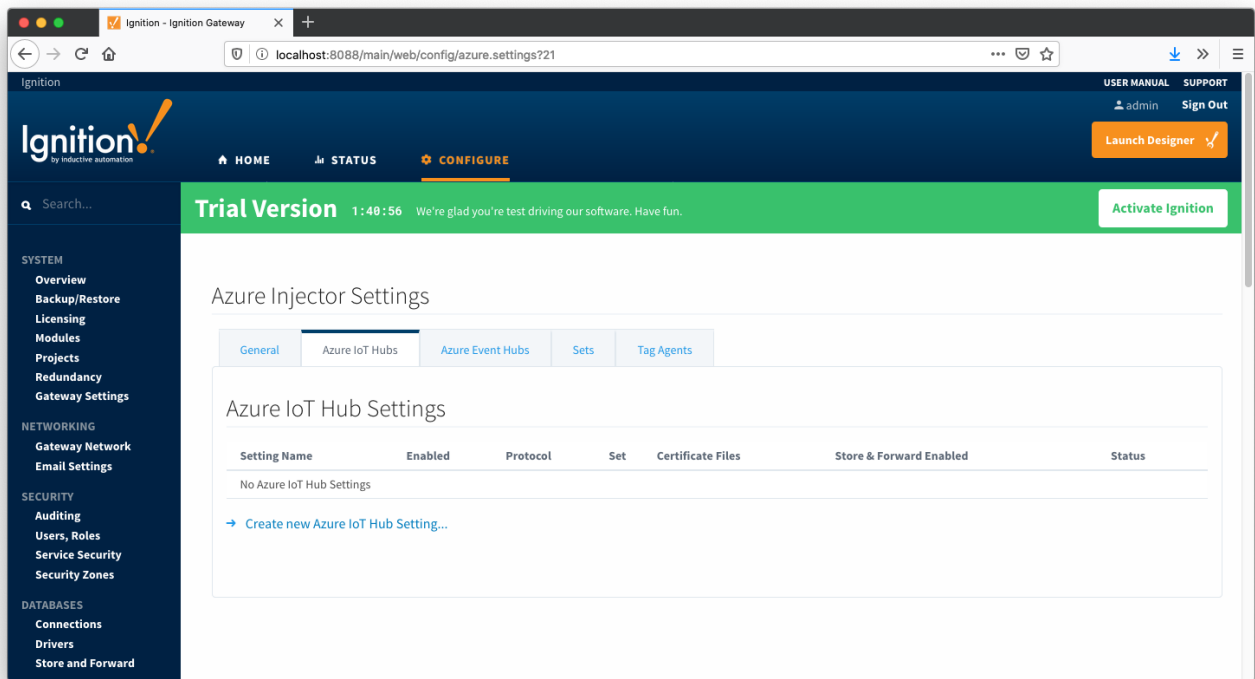 Ignition - Ignition Gateway
localhost:8088/main/web/config/azure.settings?21
Ignition
USER MANUAL SUPPORT
admin Sign Out
Ignition!
by inductive automation
Launch Designer
HOME STATUS CONFIGURE
Search...
Trial Version 1:40:56 We're glad you're test driving our software. Have fun.
Activate Ignition
SYSTEM
Overview
Backup/Restore
Licensing
Modules
Projects
Redundancy
Gateway Settings
NETWORKING
Gateway Network
Email Settings
SECURITY
Auditing
Users, Roles
Service Security
Security Zones
DATABASES
Connections
Drivers
Store and Forward
Azure Injector Settings
General Azure IoT Hubs Azure Event Hubs Sets Tag Agents
Azure IoT Hub Settings
Setting Name Enabled Protocol Set Certificate Files Store & Forward Enabled Status
No Azure IoT Hub Settings
Create new Azure IoT Hub Setting...